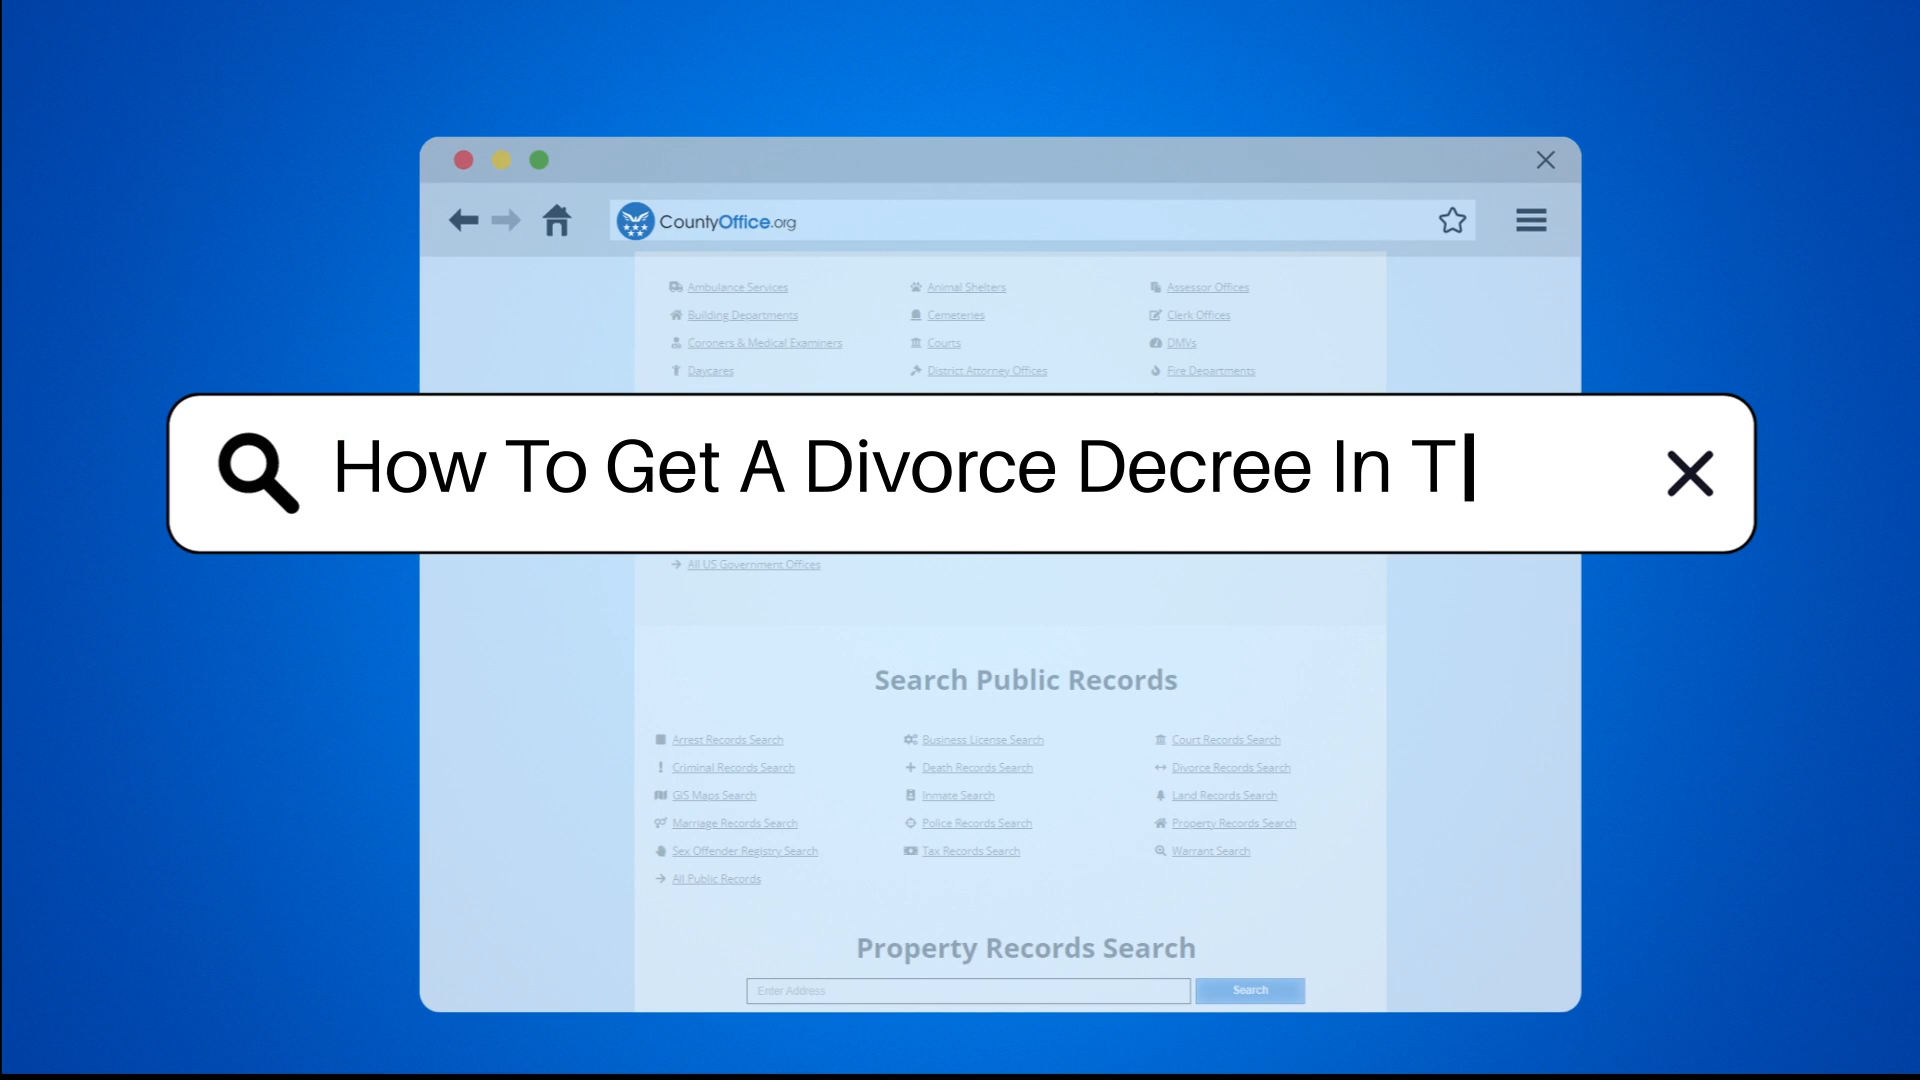 CountyOffice.org
Ambulance Services Animal Shelters Assessor Offices
Building Departments Cemeteries Clerk Offices
Coroners & Medical Examiners Courts DMVs
Daycares District Attorney Offices Fire Departments
How To Get A Divorce Decree In T
All US Government Offices
Search Public Records
Arrest Records Search Business License Search Court Records Search
Criminal Records Search Death Records Search Divorce Records Search
GIS Maps Search Inmate Search Land Records Search
Marriage Records Search Police Records Search Property Records Search
Sex Offender Registry Search Tax Records Search Warrant Search
All Public Records
Property Records Search
Enter Address Search